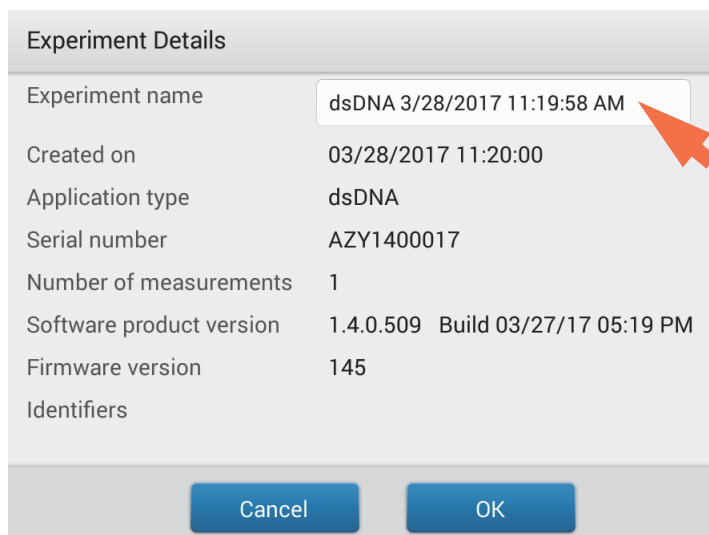 Experiment Details
Experiment name dsDNA 3/28/2017 11:19:58 AM
Created on 03/28/2017 11:20:00
Application type dsDNA
Serial number AZY1400017
Number of measurements 1
Software product version 1.4.0.509 Build 03/27/17 05:19 PM
Firmware version 145
Identifiers
Cancel OK